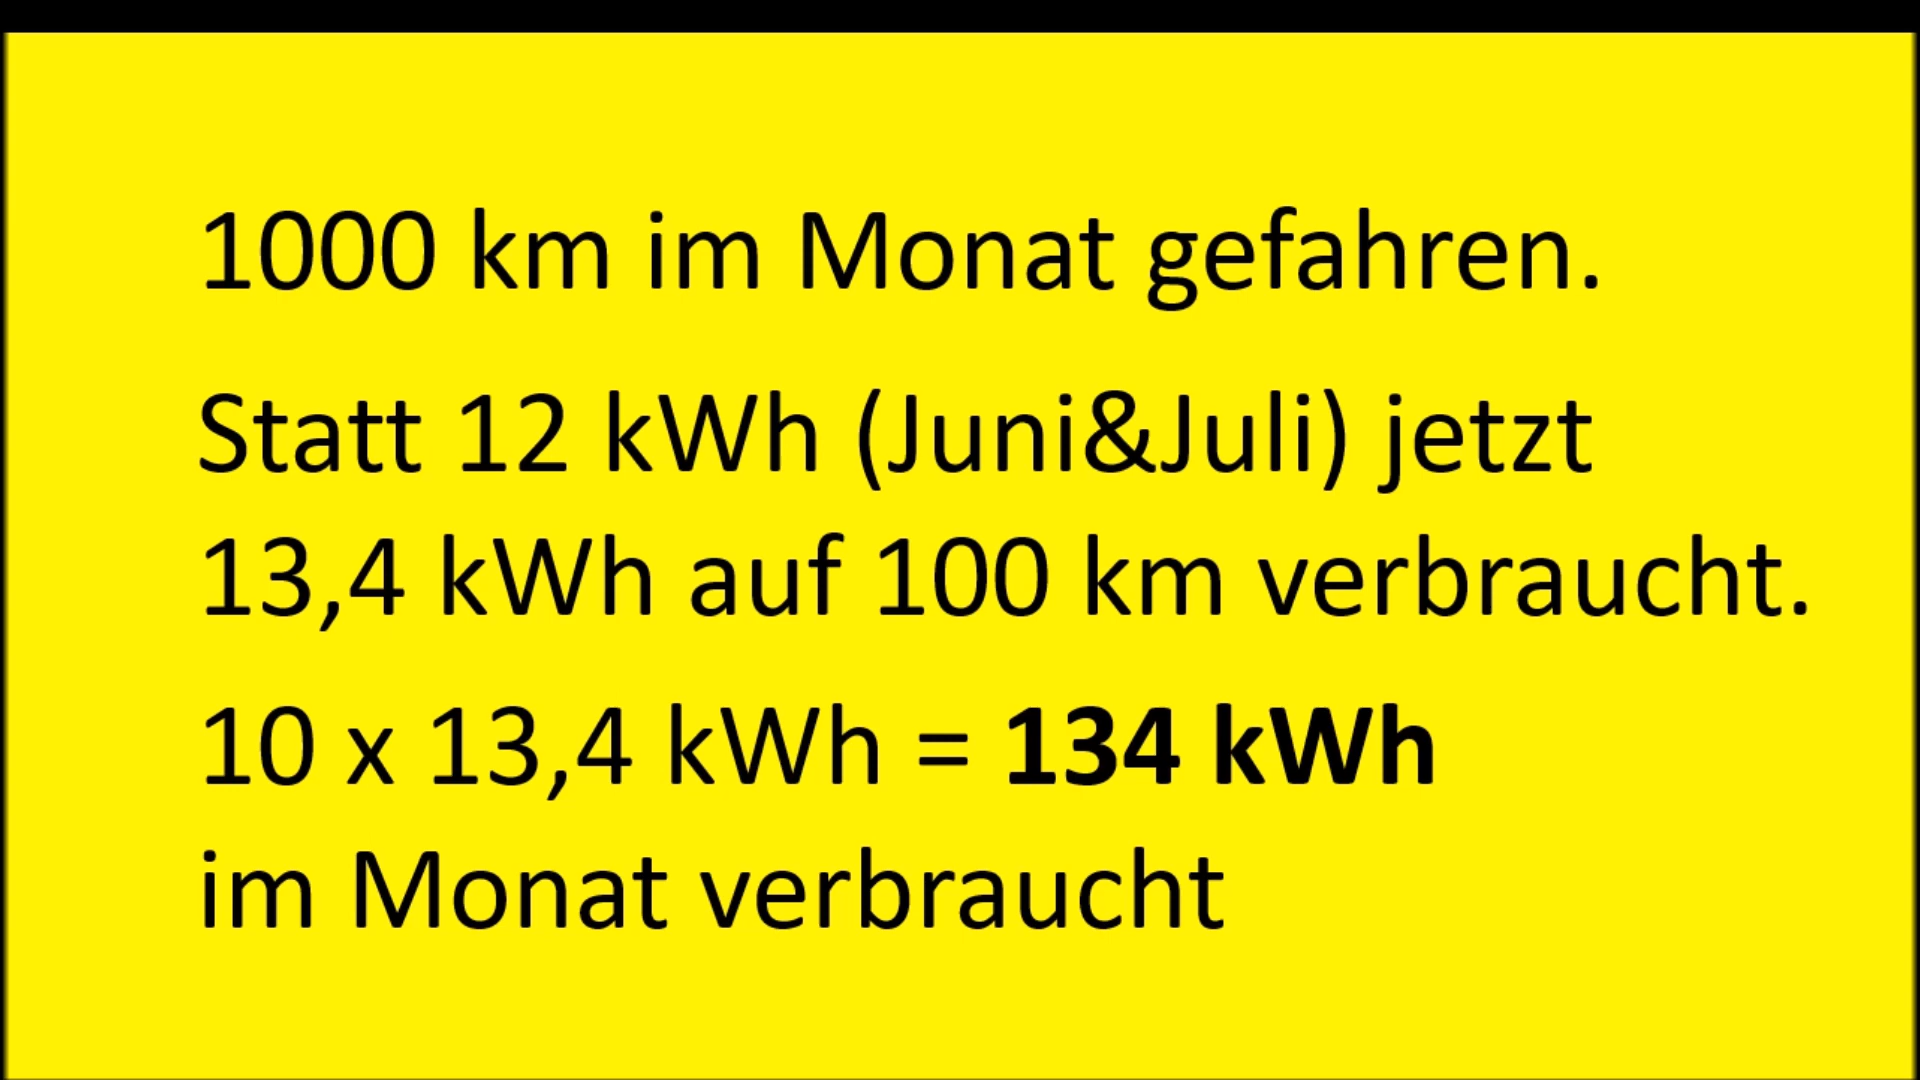 1000 km im Monat gefahren.
Statt 12 kWh (Juni&Juli) jetzt
13,4 kWh auf 100 km verbraucht.
10 x 13,4 kWh = 134 kWh
im Monat verbraucht